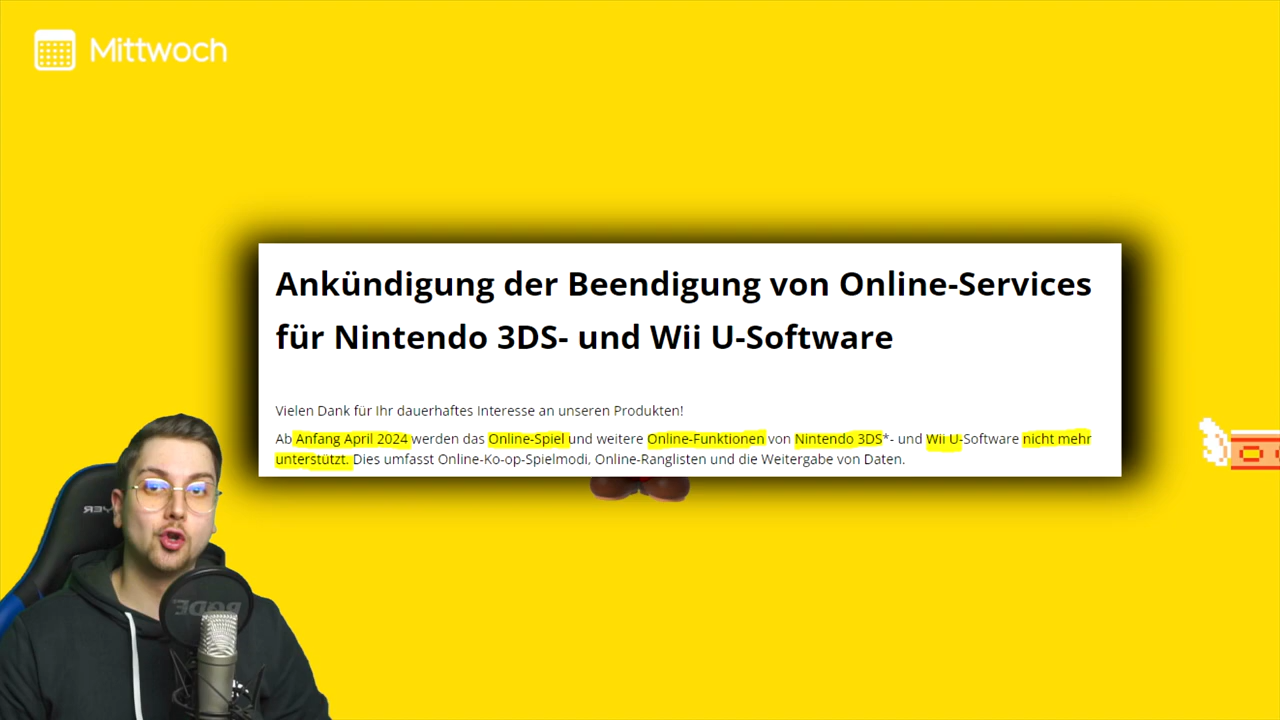 Mittwoch
Ankündigung der Beendigung von Online-Services
für Nintendo 3DS- und Wii U-Software
Vielen Dank für Ihr dauerhaftes Interesse an unseren Produkten!
Ab Anfang April 2024 werden das Online-Spiel und weitere Online-Funktionen von Nintendo 3DS*- und Wii U-Software nicht mehr
unterstützt. Dies umfasst Online-Ko-op-Spielmodi, Online-Ranglisten und die Weitergabe von Daten.
RODE